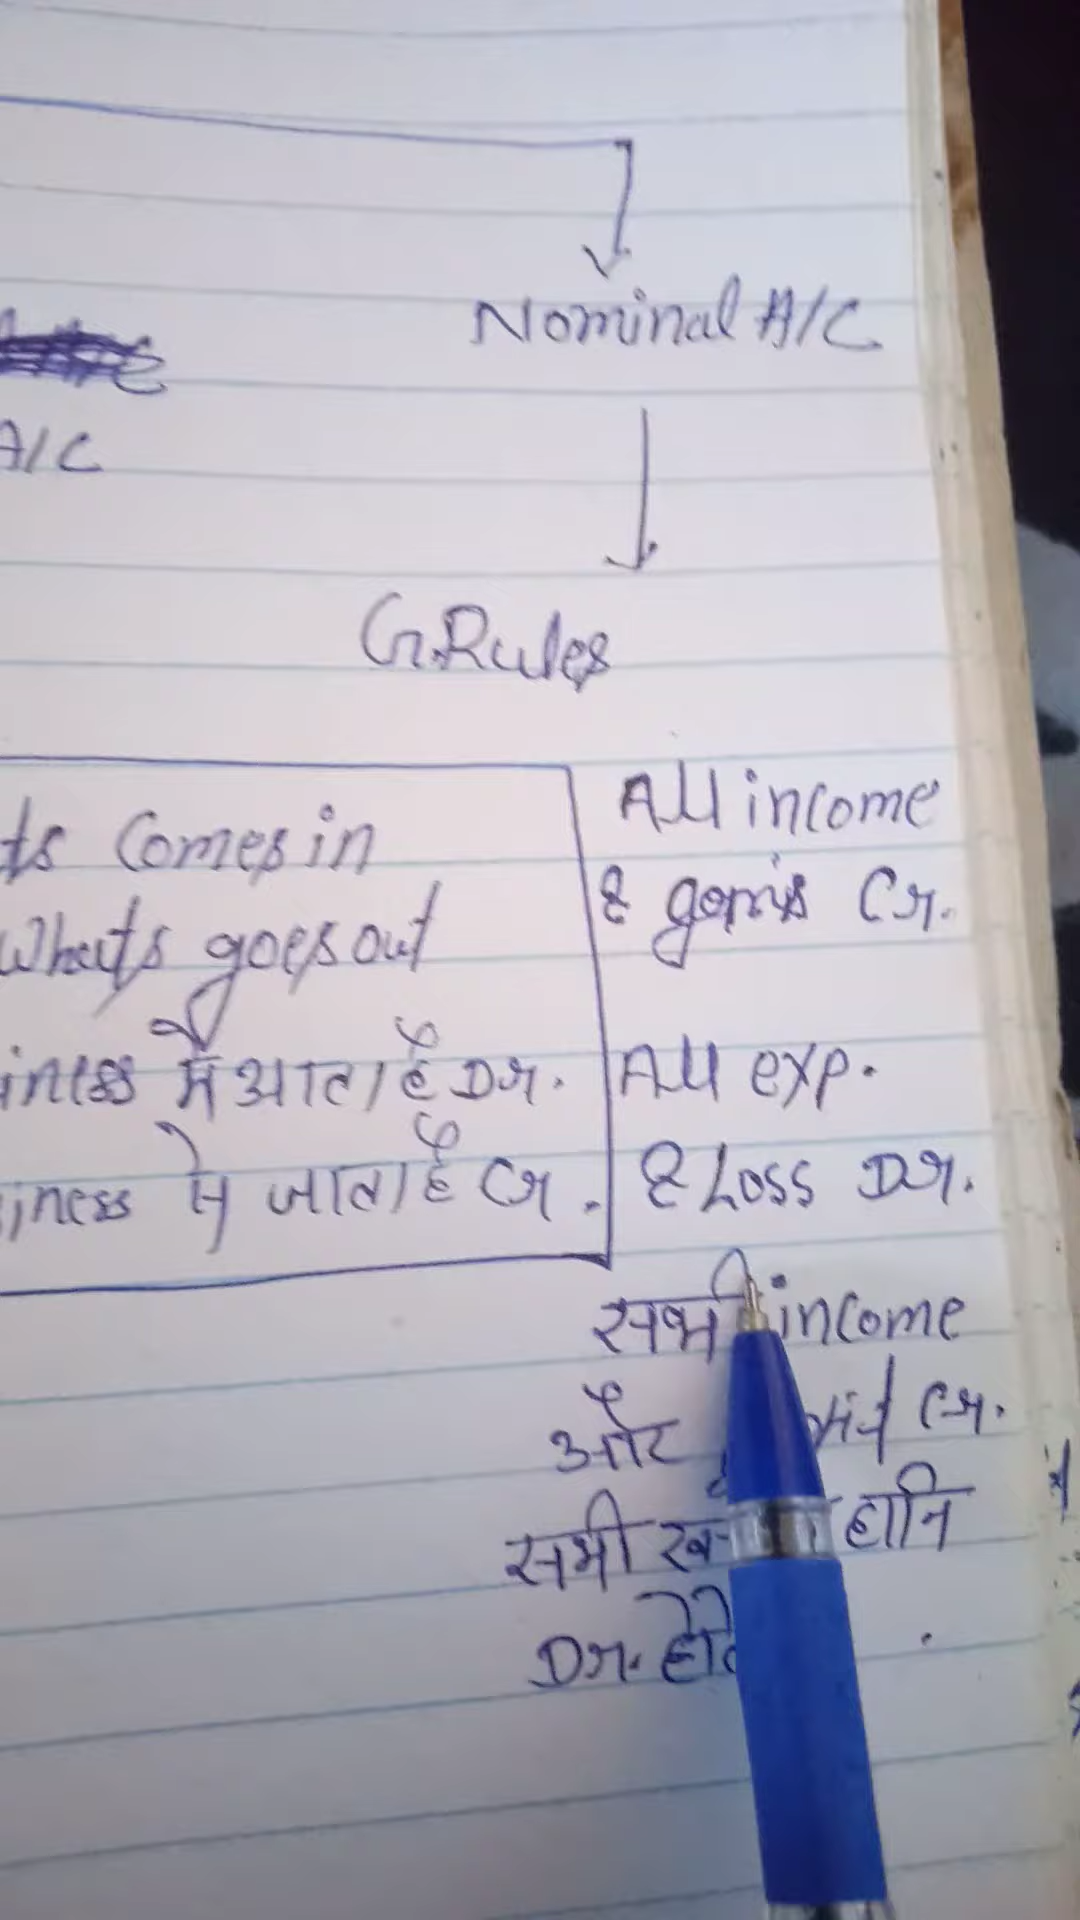 Nominal A/C
A/C
G.Rules
ts Comes in
Whats goes out
iness में आता है Dr.
iness से जाता है Cr.
All income
& gains Cr.
All exp.
& Loss Dr.
सभी income
और Cr.
सभी हानि
Dr.